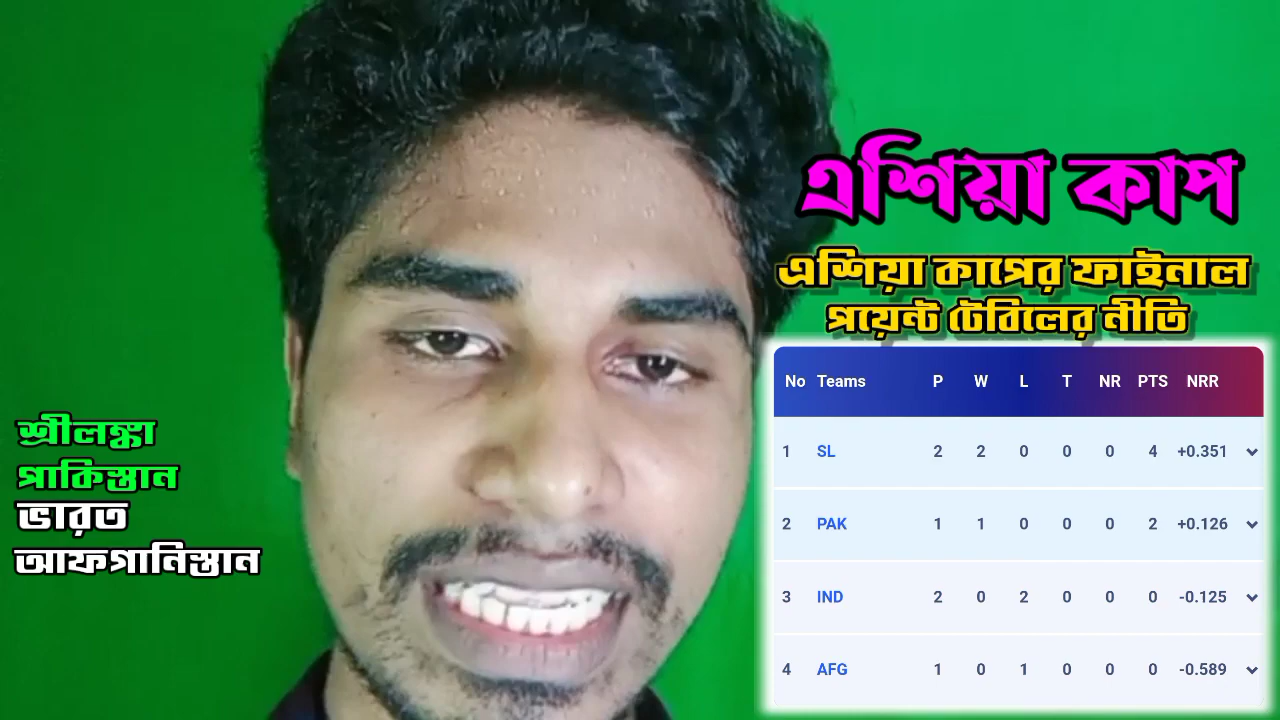 এশিয়া কাপ
এশিয়া কাপের ফাইনাল
পয়েন্ট টেবিলের নীতি
শ্রীলঙ্কা
পাকিস্তান
ভারত
আফগানিস্তান
No Teams P W L T NR PTS NRR
1 SL 2 2 0 0 0 4 +0.351
2 PAK 1 1 0 0 0 2 +0.126
3 IND 2 0 2 0 0 0 -0.125
4 AFG 1 0 1 0 0 0 -0.589